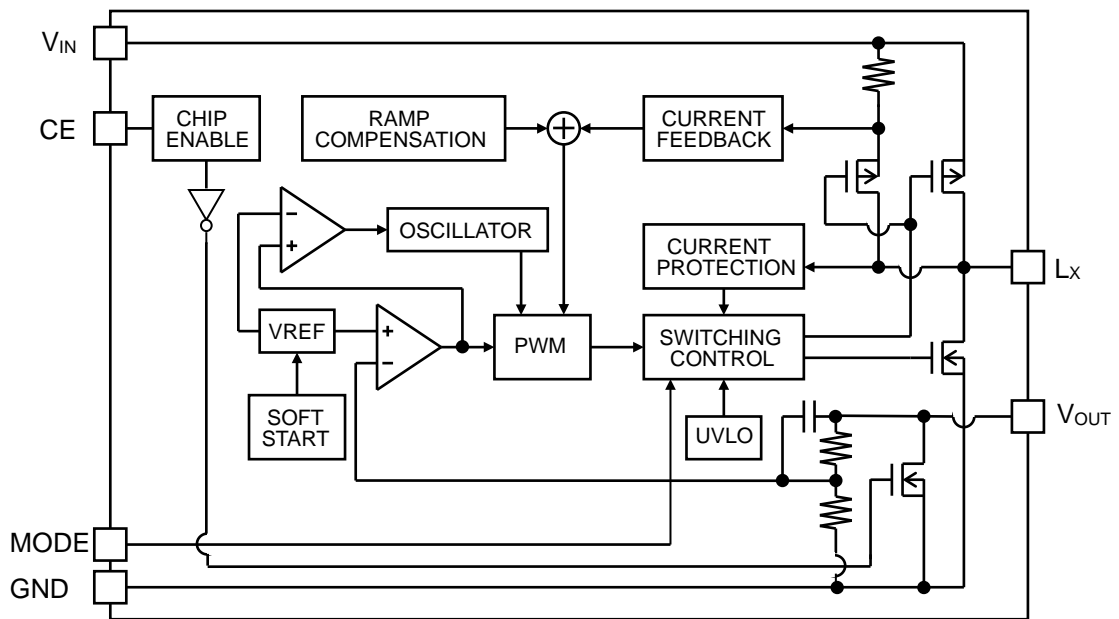 VIN
CE
CHIP
ENABLE
RAMP
COMPENSATION
+
CURRENT
FEEDBACK
-
+
OSCILLATOR
CURRENT
PROTECTION
LX
VREF
+
-
PWM
SWITCHING
CONTROL
SOFT
START
UVLO
VOUT
MODE
GND